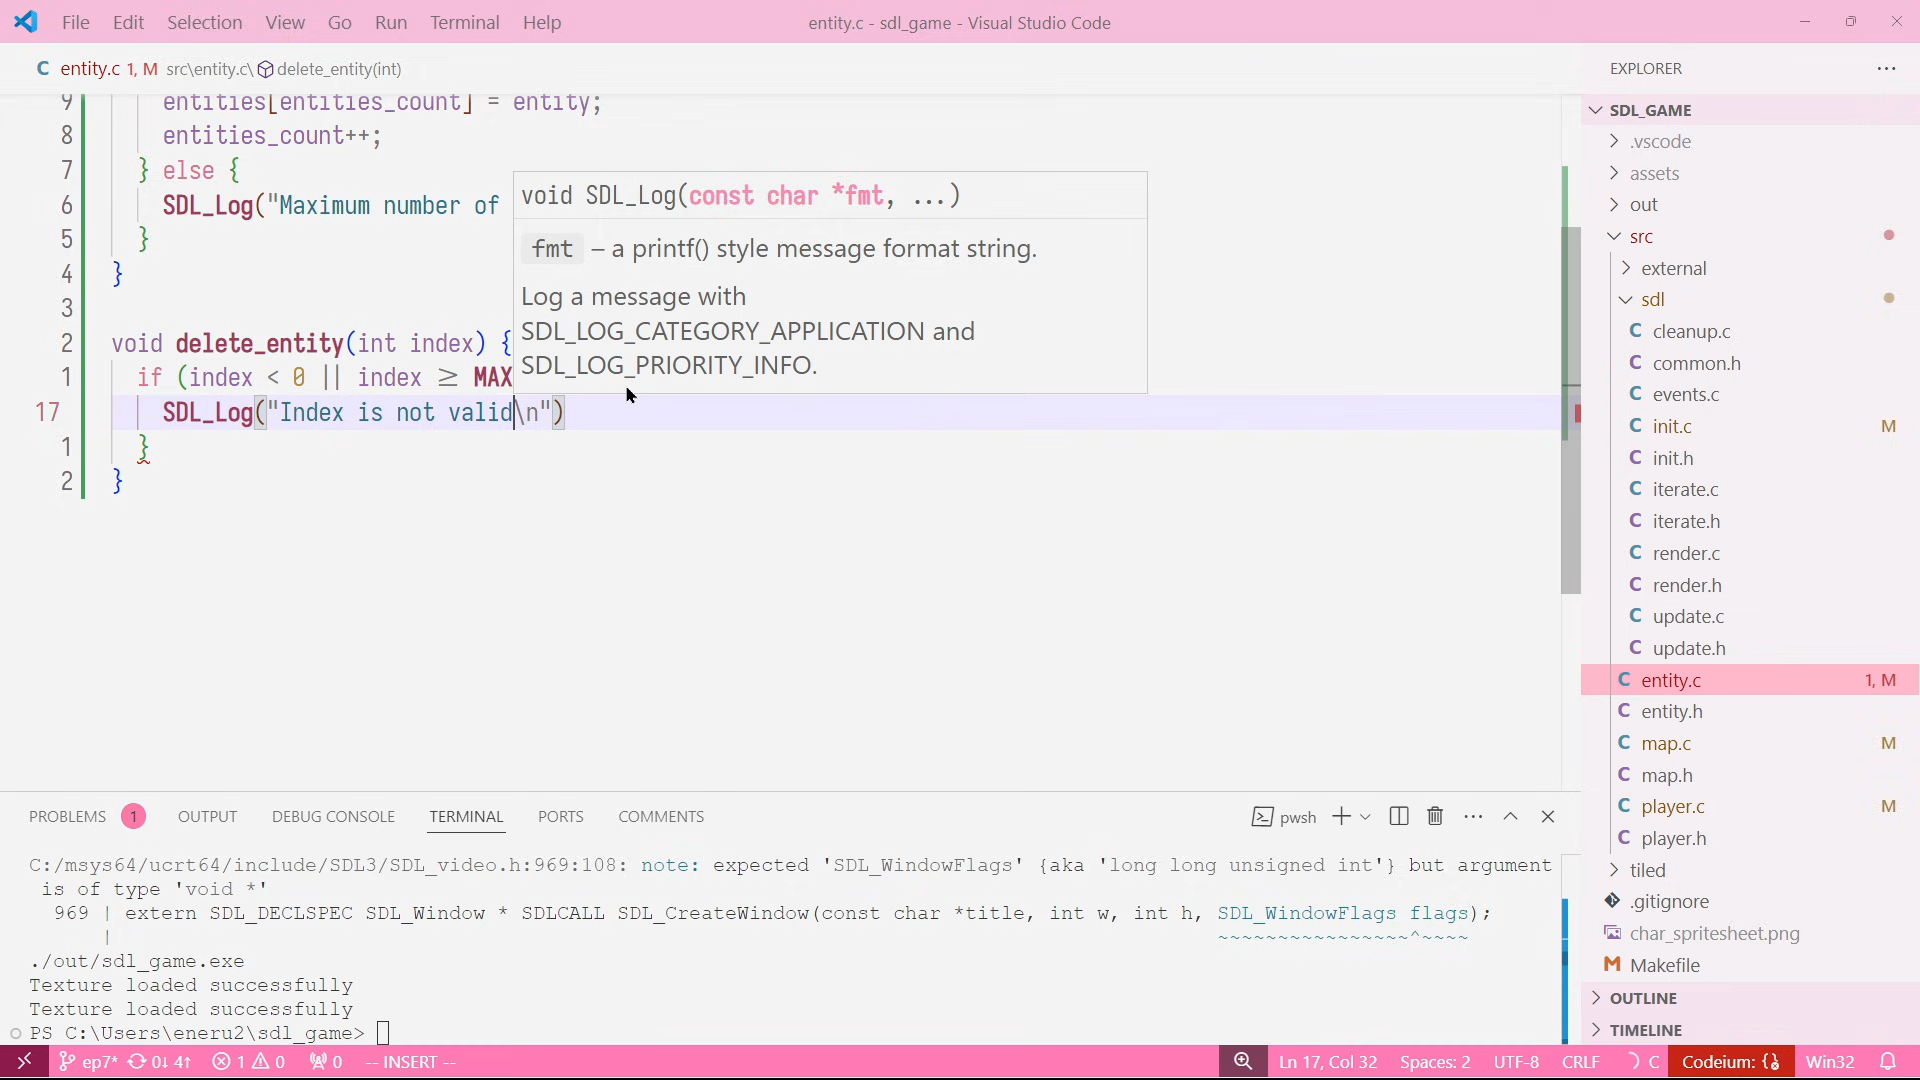 File Edit Selection View Go Run Terminal Help
entity.c - sdl_game - Visual Studio Code
C entity.c 1, M src\entity.c\ delete_entity(int)
9 entities[entities_count] = entity;
8 entities_count++;
7 } else {
6 SDL_Log("Maximum number of
5 }
4 }
3
2 void delete_entity(int index) {
1 if (index < 0 || index ≥ MAX
17 SDL_Log("Index is not valid\n")
1 }
2 }
void SDL_Log(const char *fmt, ...)
fmt – a printf() style message format string.
Log a message with
SDL_LOG_CATEGORY_APPLICATION and
SDL_LOG_PRIORITY_INFO.
EXPLORER
SDL_GAME
.vscode
assets
out
src
external
sdl
C cleanup.c
C common.h
C events.c
C init.c M
C init.h
C iterate.c
C iterate.h
C render.c
C render.h
C update.c
C update.h
C entity.c 1, M
C entity.h
C map.c M
C map.h
C player.c M
C player.h
tiled
.gitignore
char_spritesheet.png
M Makefile
OUTLINE
TIMELINE
PROBLEMS 1 OUTPUT DEBUG CONSOLE TERMINAL PORTS COMMENTS
pwsh
C:/msys64/ucrt64/include/SDL3/SDL_video.h:969:108: note: expected 'SDL_WindowFlags' {aka 'long long unsigned int'} but argument
is of type 'void *'
969 | extern SDL_DECLSPEC SDL_Window * SDLCALL SDL_CreateWindow(const char *title, int w, int h, SDL_WindowFlags flags);
| ~~~~~~~~~~~~~~~~^~~~~
./out/sdl_game.exe
Texture loaded successfully
Texture loaded successfully
PS C:\Users\eneru2\sdl_game>
ep7* 0↓ 4↑ 1 0 0 -- INSERT --
Ln 17, Col 32 Spaces: 2 UTF-8 CRLF C Codeium: {} Win32